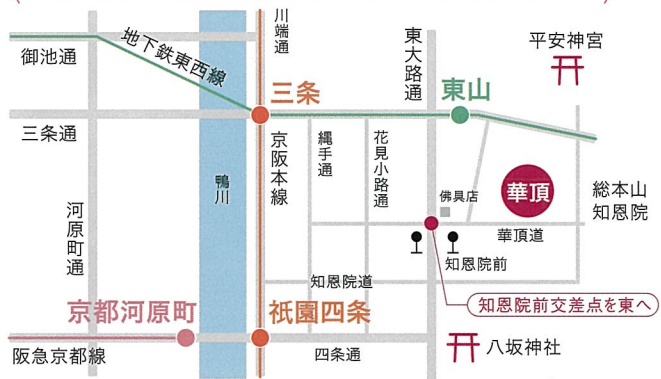 川端通
御池通
地下鉄東西線
東大路通
平安神宮
三条
東山
三条通
京阪本線
縄手通
花見小路通
鴨川
佛具店
華頂
総本山
知恩院
河原町通
華頂道
知恩院前
知恩院道
京都河原町
祇園四条
知恩院前交差点を東へ
阪急京都線
四条通
八坂神社